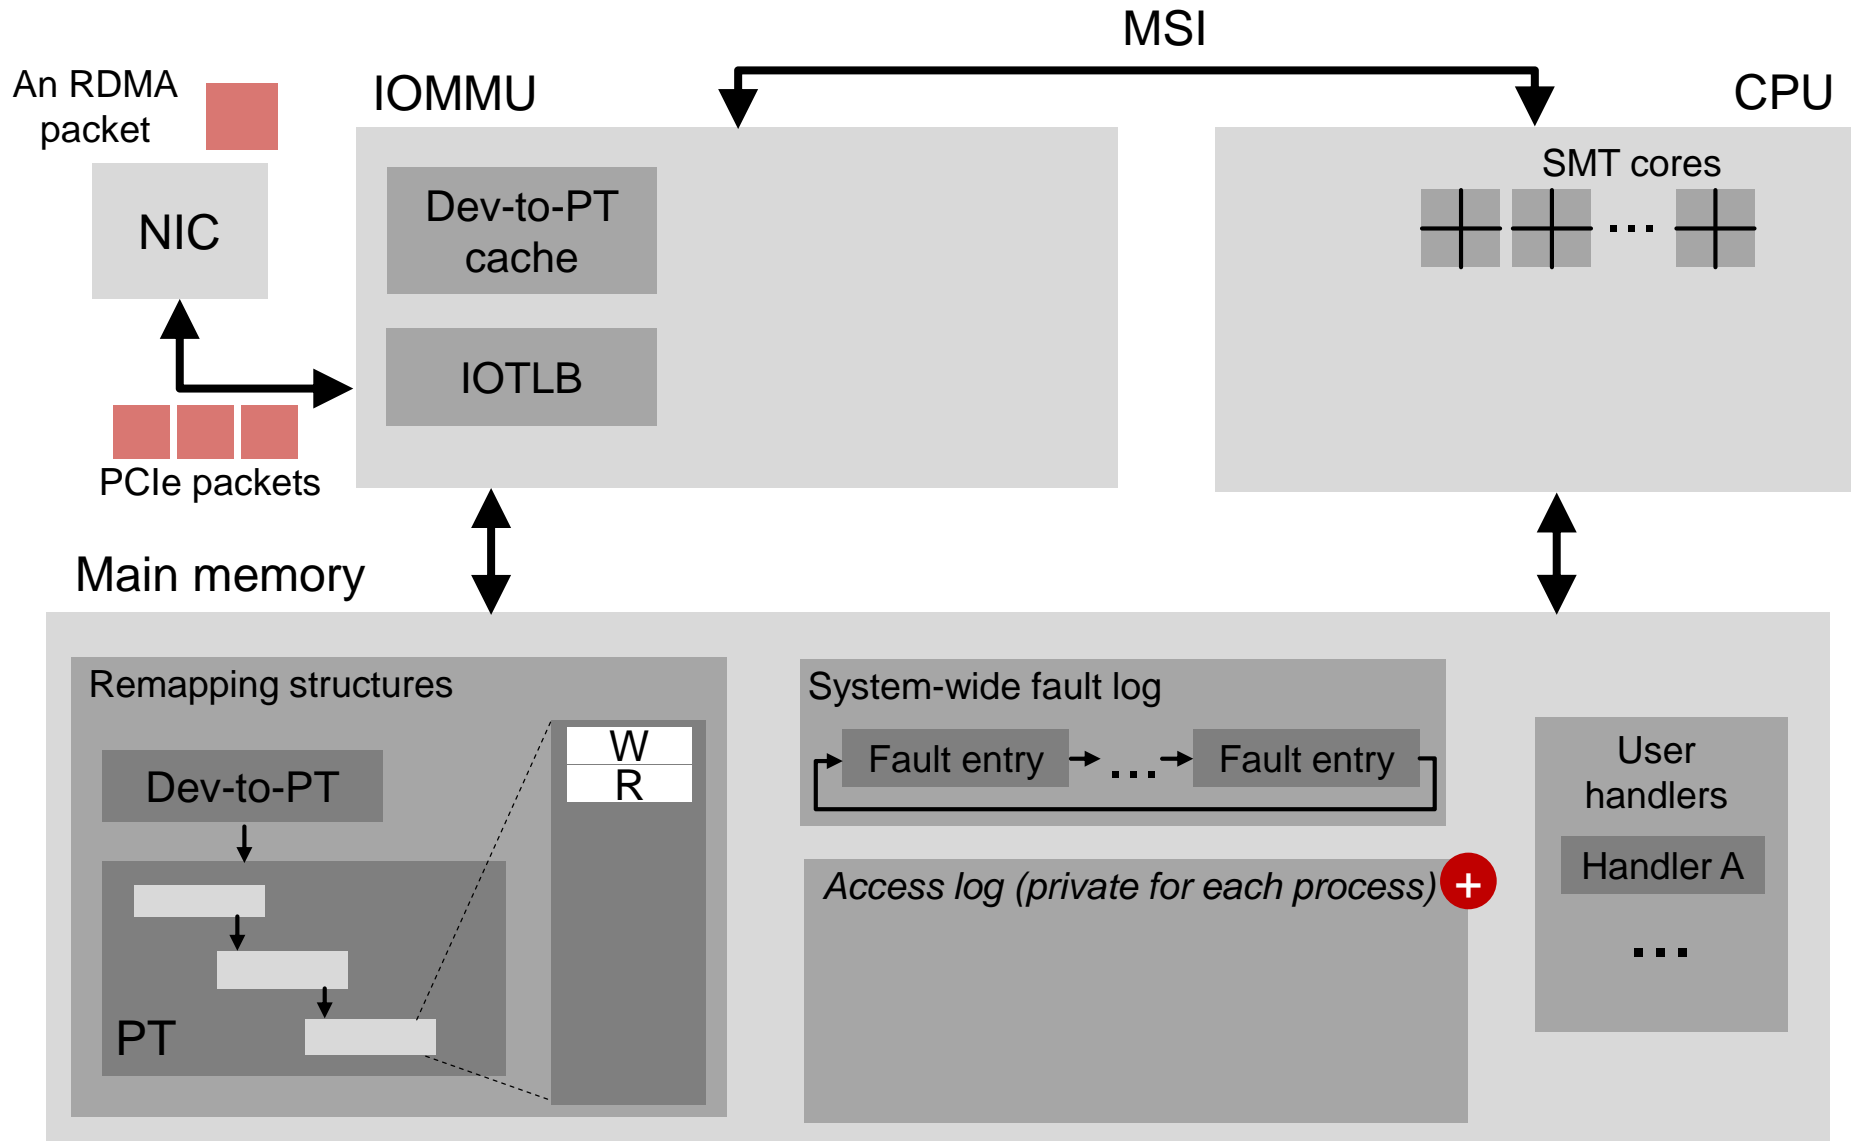 MSI
An RDMA
packet
IOMMU
CPU
NIC
Dev-to-PT
cache
SMT cores
...
IOTLB
PCIe packets
Main memory
Remapping structures
Dev-to-PT
PT
W
R
System-wide fault log
Fault entry ... Fault entry
Access log (private for each process) +
User
handlers
Handler A
...